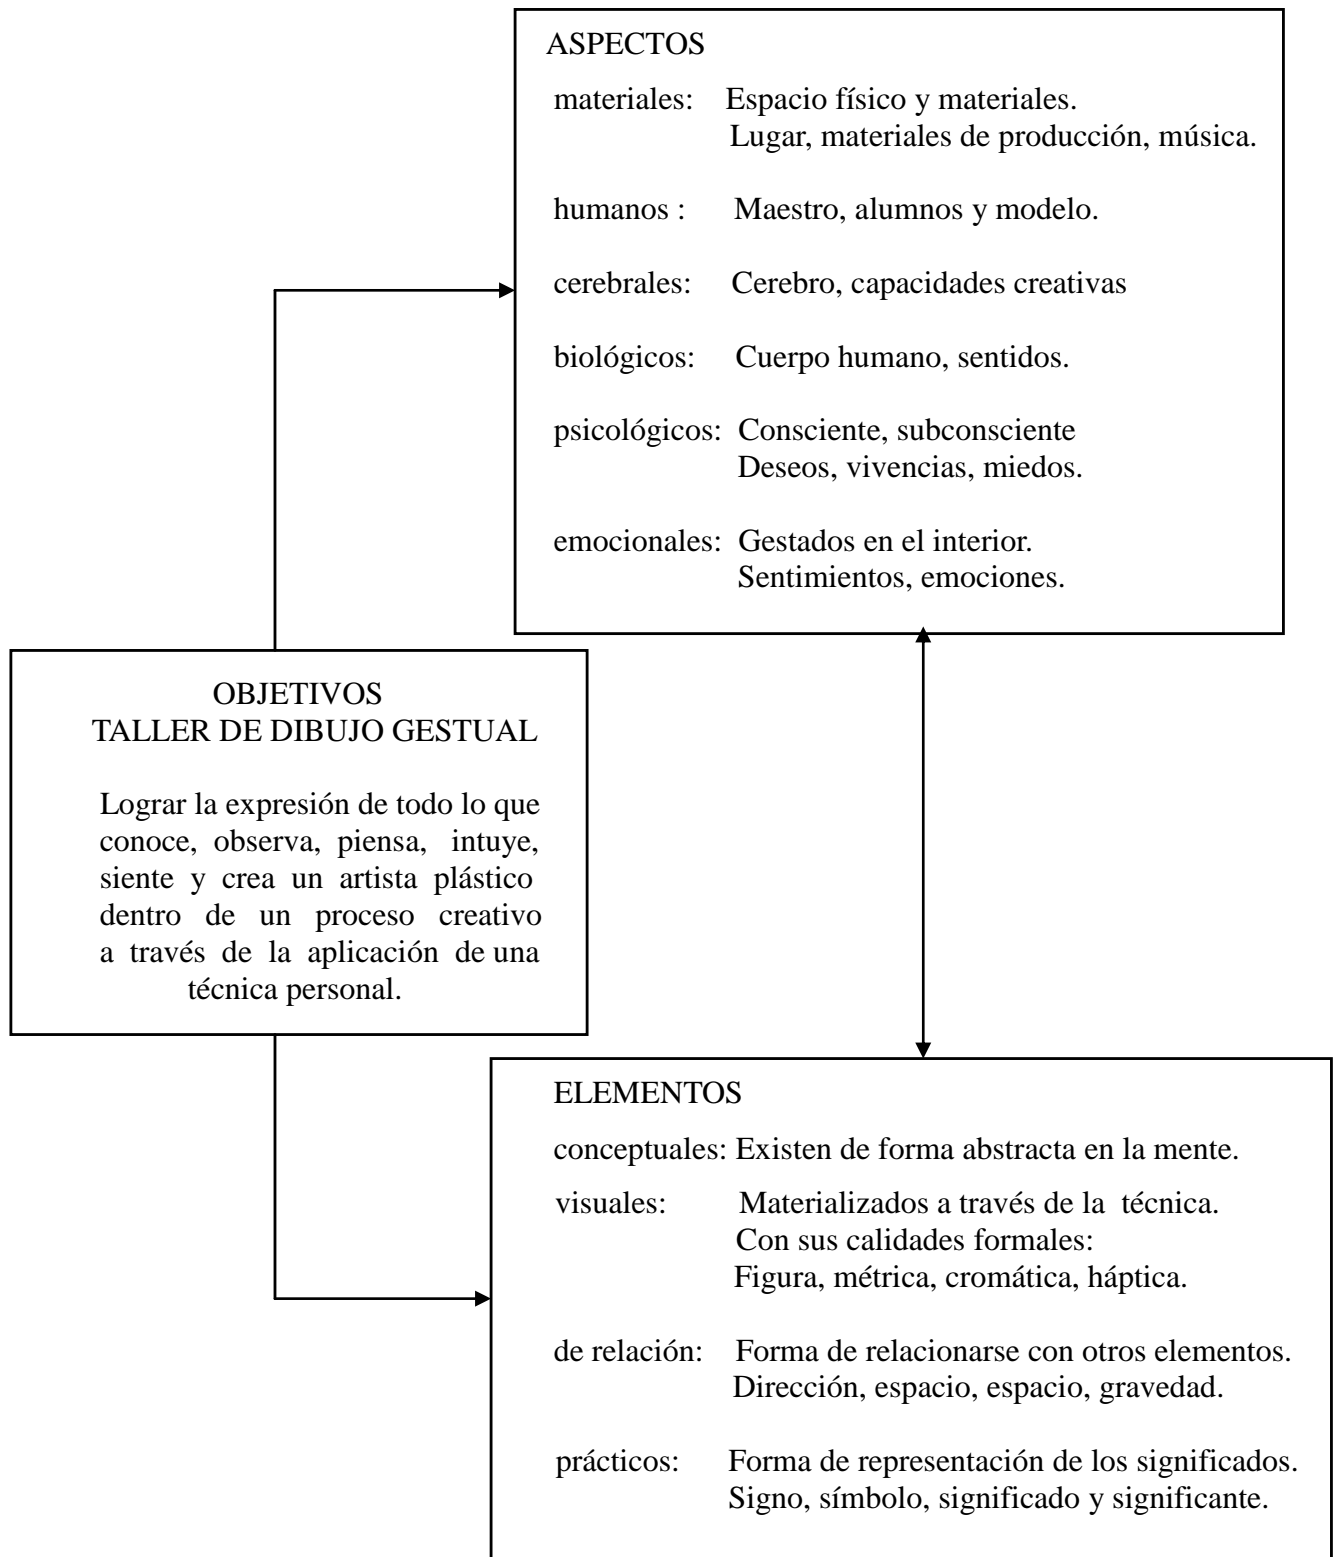 ASPECTOS
materiales: Espacio físico y materiales.
Lugar, materiales de producción, música.
humanos : Maestro, alumnos y modelo.
cerebrales: Cerebro, capacidades creativas
biológicos: Cuerpo humano, sentidos.
psicológicos: Consciente, subconsciente
Deseos, vivencias, miedos.
emocionales: Gestados en el interior.
Sentimientos, emociones.
OBJETIVOS
TALLER DE DIBUJO GESTUAL
Lograr la expresión de todo lo que
conoce, observa, piensa, intuye,
siente y crea un artista plástico
dentro de un proceso creativo
a través de la aplicación de una
técnica personal.
ELEMENTOS
conceptuales: Existen de forma abstracta en la mente.
visuales: Materializados a través de la técnica.
Con sus calidades formales:
Figura, métrica, cromática, háptica.
de relación: Forma de relacionarse con otros elementos.
Dirección, espacio, espacio, gravedad.
prácticos: Forma de representación de los significados.
Signo, símbolo, significado y significante.